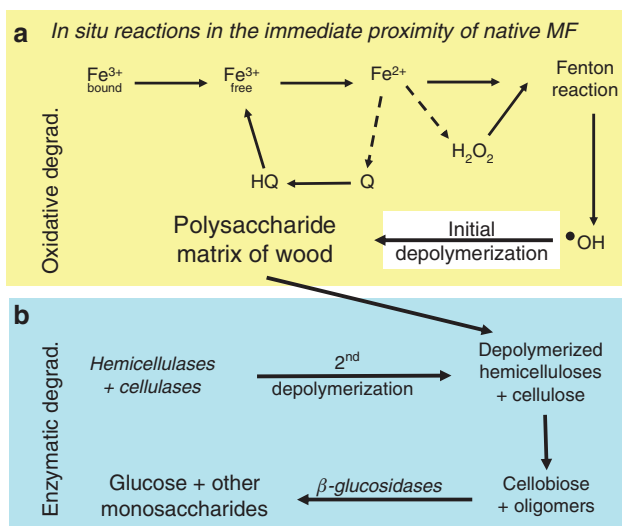 a In situ reactions in the immediate proximity of native MF
Oxidative degrad.
Fe³⁺
bound
Fe³⁺
free
Fe²⁺
Fenton
reaction
H₂O₂
HQ
Q
Polysaccharide
matrix of wood
Initial
depolymerization
•OH
b
Enzymatic degrad.
Hemicellulases
+ cellulases
2ⁿᵈ
depolymerization
Depolymerized
hemicelluloses
+ cellulose
Glucose + other
monosaccharides
β-glucosidases
Cellobiose
+ oligomers